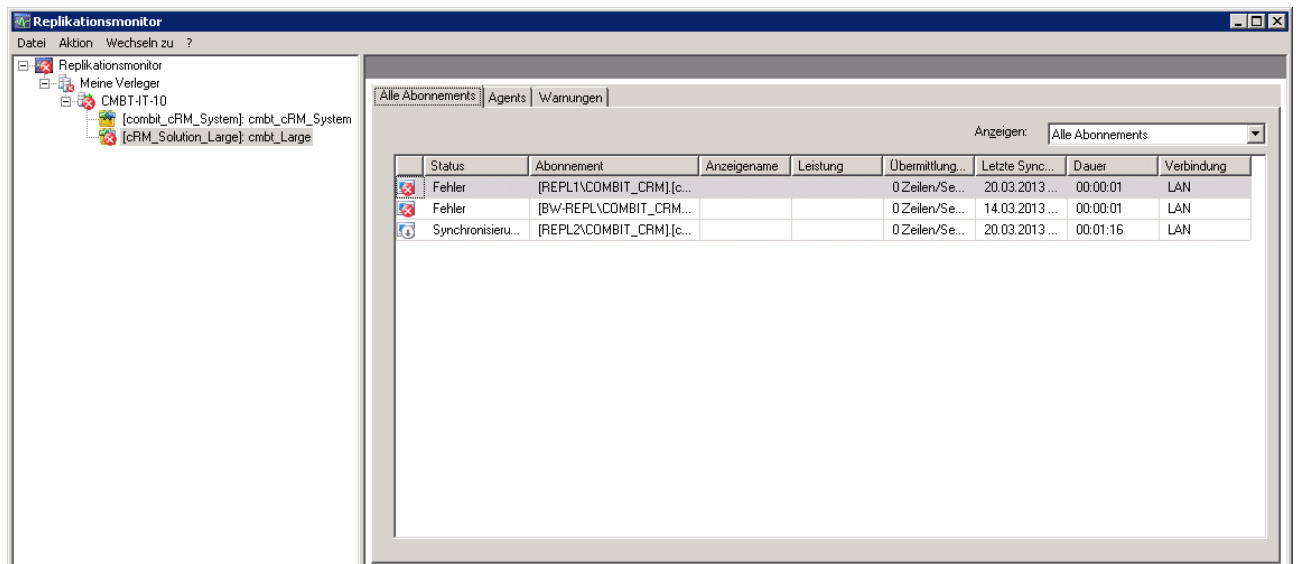 Replikationsmonitor
Datei Aktion Wechseln zu ?
Replikationsmonitor
Meine Verleger
CMBT-IT-10
[combit_cRM_System]: cmbt_cRM_System
[cRM_Solution_Large]: cmbt_Large
Alle Abonnements Agents Warnungen
Anzeigen: Alle Abonnements
Status Abonnement Anzeigename Leistung Übermittlung... Letzte Sync... Dauer Verbindung
Fehler [REPL1\COMBIT_CRM].[c... 0 Zeilen/Se... 20.03.2013 ... 00:00:01 LAN
Fehler [BW-REPL\COMBIT_CRM... 0 Zeilen/Se... 14.03.2013 ... 00:00:01 LAN
Synchronisieru... [REPL2\COMBIT_CRM].[c... 0 Zeilen/Se... 20.03.2013 ... 00:01:16 LAN